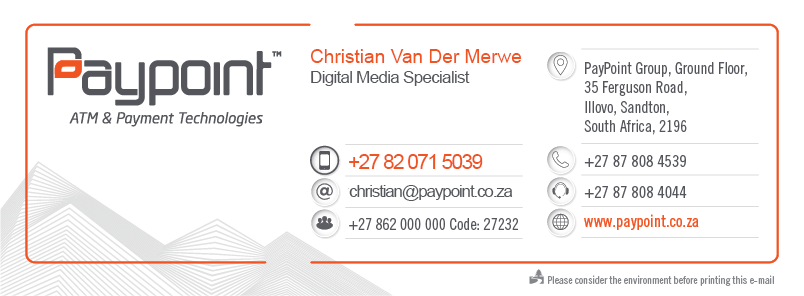 Paypoint™
ATM & Payment Technologies
Christian Van Der Merwe
Digital Media Specialist
+27 82 071 5039
christian@paypoint.co.za
+27 862 000 000 Code: 27232
PayPoint Group, Ground Floor,
35 Ferguson Road,
Illovo, Sandton,
South Africa, 2196
+27 87 808 4539
+27 87 808 4044
www.paypoint.co.za
Please consider the environment before printing this e-mail